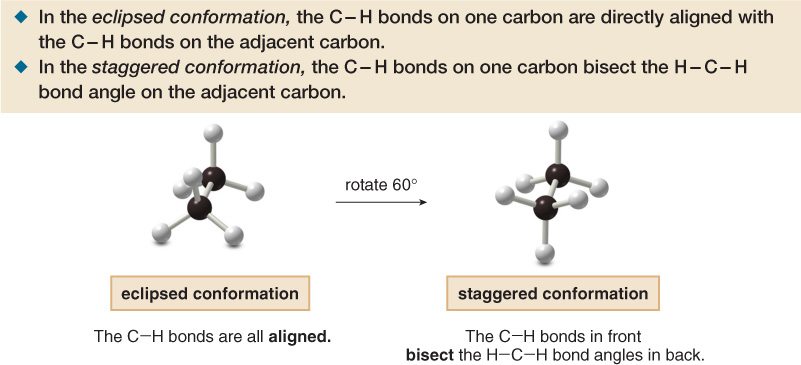 ◆ In the eclipsed conformation, the C–H bonds on one carbon are directly aligned with
the C–H bonds on the adjacent carbon.
◆ In the staggered conformation, the C–H bonds on one carbon bisect the H–C–H
bond angle on the adjacent carbon.
rotate 60°
eclipsed conformation
staggered conformation
The C–H bonds are all aligned.
The C–H bonds in front
bisect the H–C–H bond angles in back.